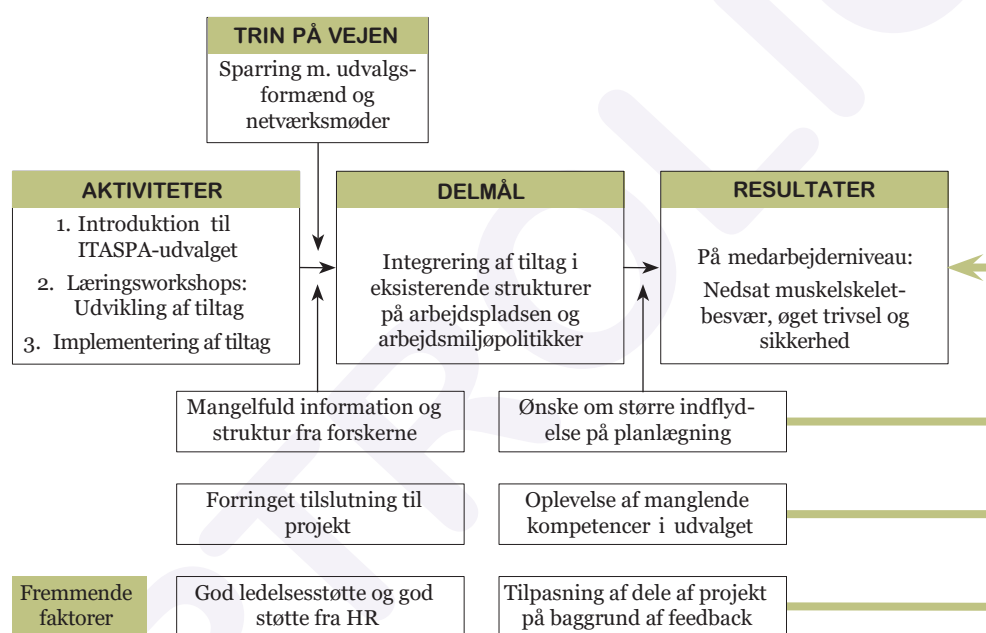 TRIN PÅ VEJEN
Sparring m. udvalgs-
formænd og
netværksmøder
AKTIVITETER
1. Introduktion til
ITASPA-udvalget
2. Læringsworkshops:
Udvikling af tiltag
3. Implementering af tiltag
DELMÅL
Integrering af tiltag i
eksisterende strukturer
på arbejdspladsen og
arbejdsmiljøpolitikker
RESULTATER
På medarbejderniveau:
Nedsat muskelskelet-
besvær, øget trivsel og
sikkerhed
Mangelfuld information og
struktur fra forskerne
Ønske om større indflyd-
else på planlægning
Forringet tilslutning til
projekt
Oplevelse af manglende
kompetencer i udvalget
Fremmende
faktorer
God ledelsesstøtte og god
støtte fra HR
Tilpasning af dele af projekt
på baggrund af feedback